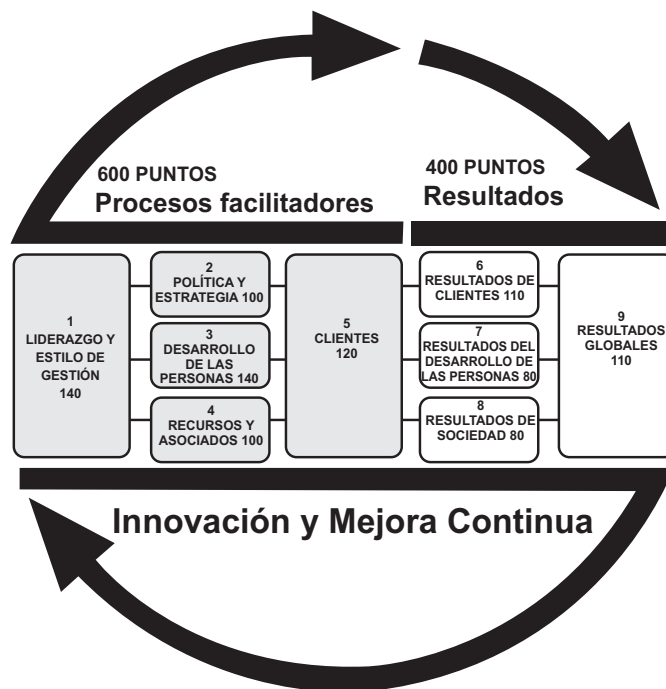 600 PUNTOS
Procesos facilitadores
400 PUNTOS
Resultados
1
LIDERAZGO Y
ESTILO DE
GESTIÓN
140
2
POLÍTICA Y
ESTRATEGIA 100
3
DESARROLLO
DE LAS
PERSONAS 140
4
RECURSOS Y
ASOCIADOS 100
5
CLIENTES
120
6
RESULTADOS DE
CLIENTES 110
7
RESULTADOS DEL
DESARROLLO DE
LAS PERSONAS 80
8
RESULTADOS DE
SOCIEDAD 80
9
RESULTADOS
GLOBALES
110
Innovación y Mejora Continua